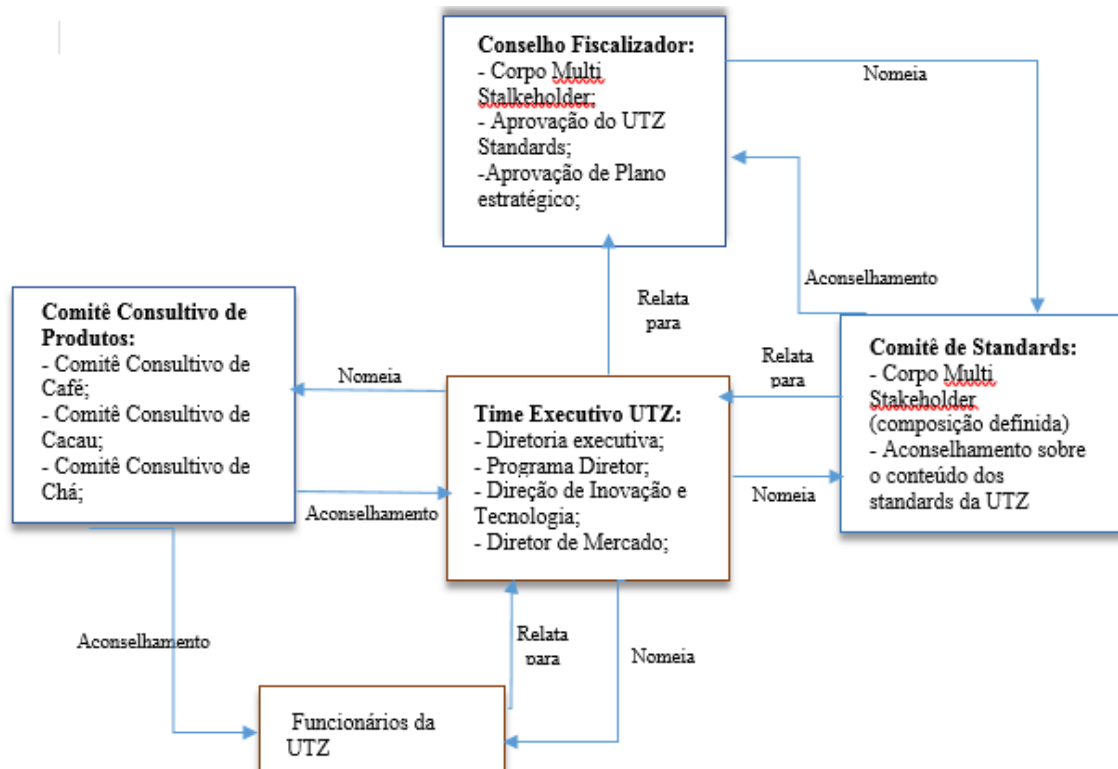 Conselho Fiscalizador:
- Corpo Multi
Stalkeholder;
- Aprovação do UTZ
Standards;
-Aprovação de Plano
estratégico;
Nomeia
Aconselhamento
Relata
para
Comitê Consultivo de
Produtos:
- Comitê Consultivo de
Café;
- Comitê Consultivo de
Cacau;
- Comitê Consultivo de
Chá;
Nomeia
Aconselhamento
Time Executivo UTZ:
- Diretoria executiva;
- Programa Diretor;
- Direção de Inovação e
Tecnologia;
- Diretor de Mercado;
Relata
para
Nomeia
Comitê de Standards:
- Corpo Multi
Stakeholder
(composição definida)
- Aconselhamento sobre
o conteúdo dos
standards da UTZ
Aconselhamento
Relata
para
Nomeia
Funcionários da
UTZ